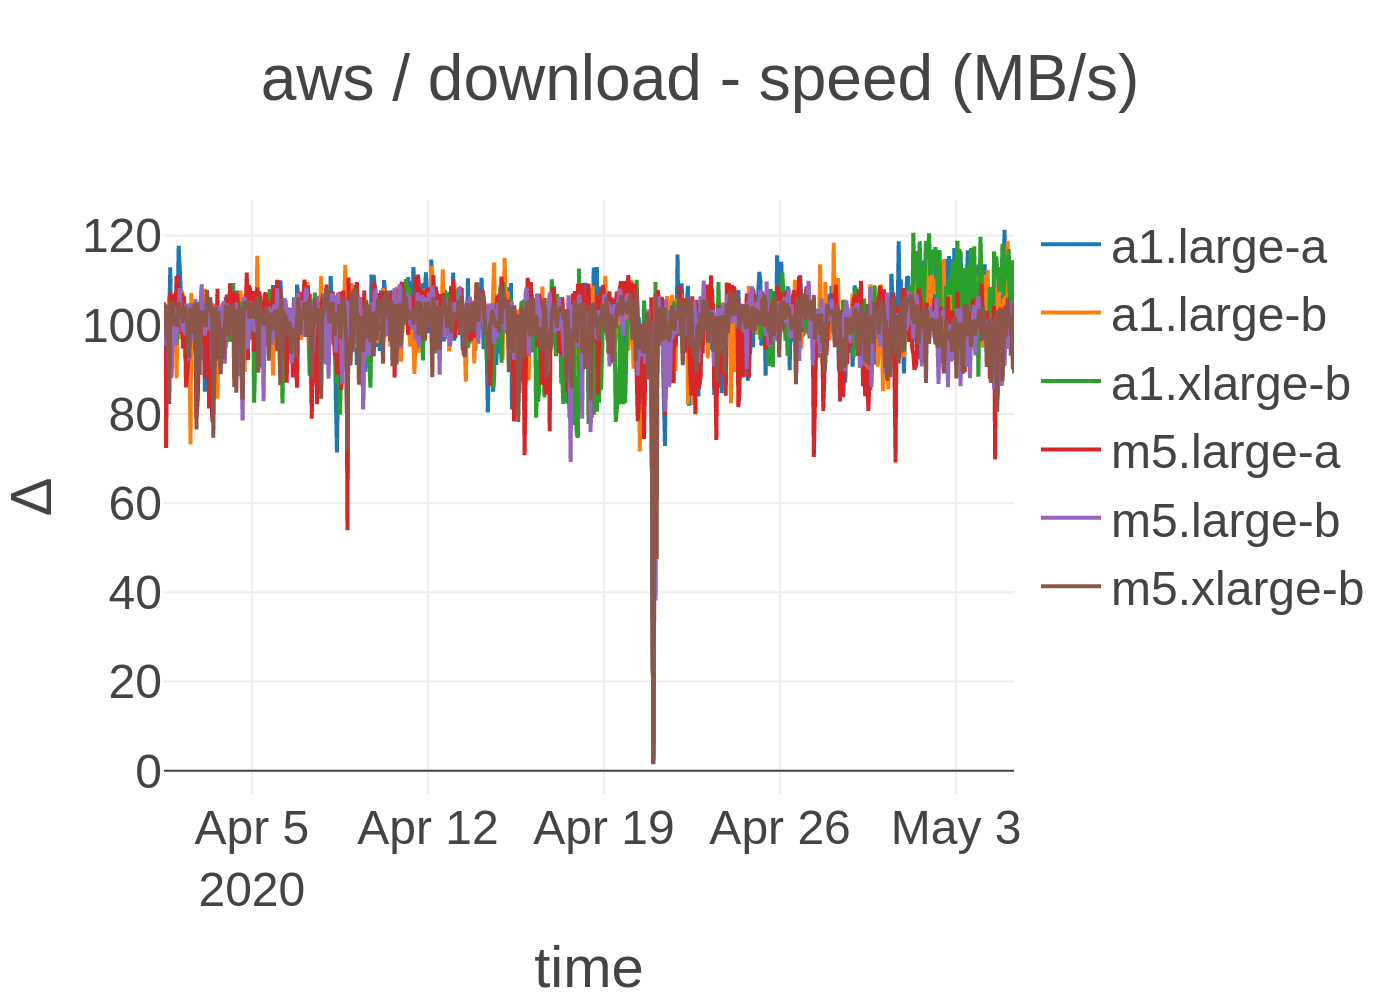 aws / download - speed (MB/s)
120
100
80
60
40
20
0
Δ
Apr 5
2020
Apr 12
Apr 19
Apr 26
May 3
time
a1.large-a
a1.large-b
a1.xlarge-b
m5.large-a
m5.large-b
m5.xlarge-b